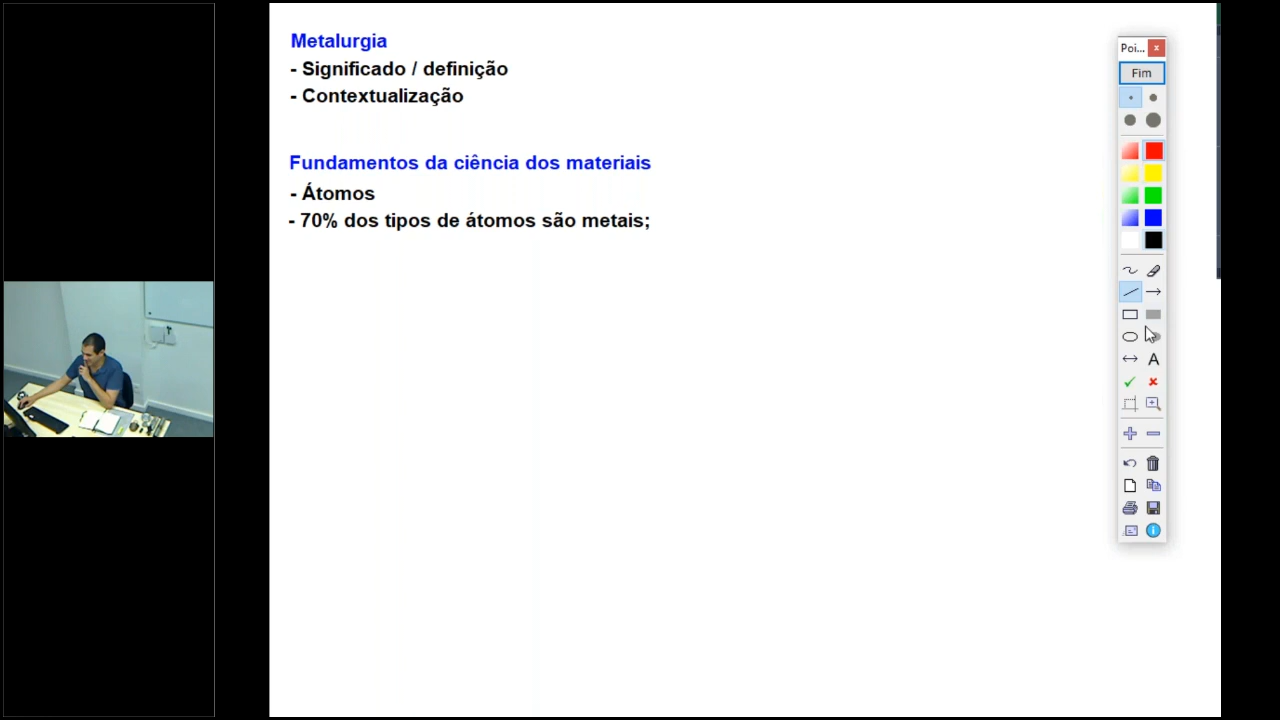 Metalurgia
- Significado / definição
- Contextualização
Fundamentos da ciência dos materiais
- Átomos
- 70% dos tipos de átomos são metais;
Poi...
x
Fim
A